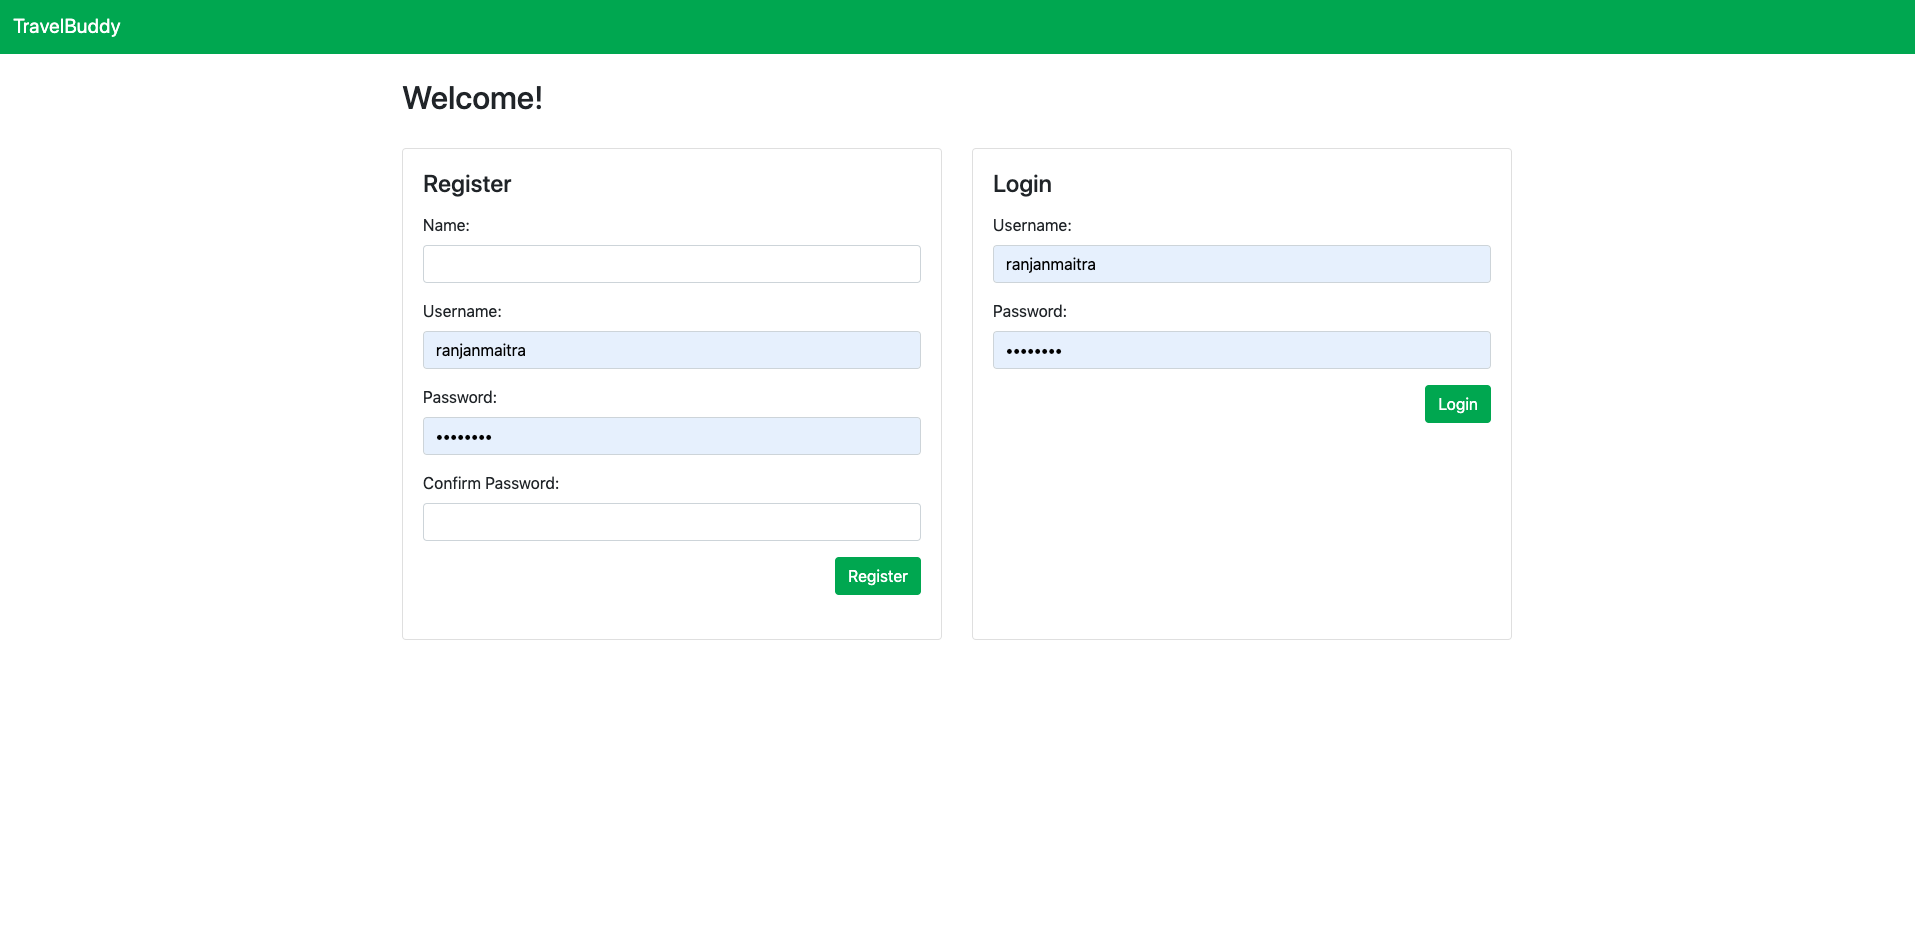 TravelBuddy
Welcome!
Register
Name:
Username:
ranjanmaitra
Password:
••••••••
Confirm Password:
Register
Login
Username:
ranjanmaitra
Password:
••••••••
Login